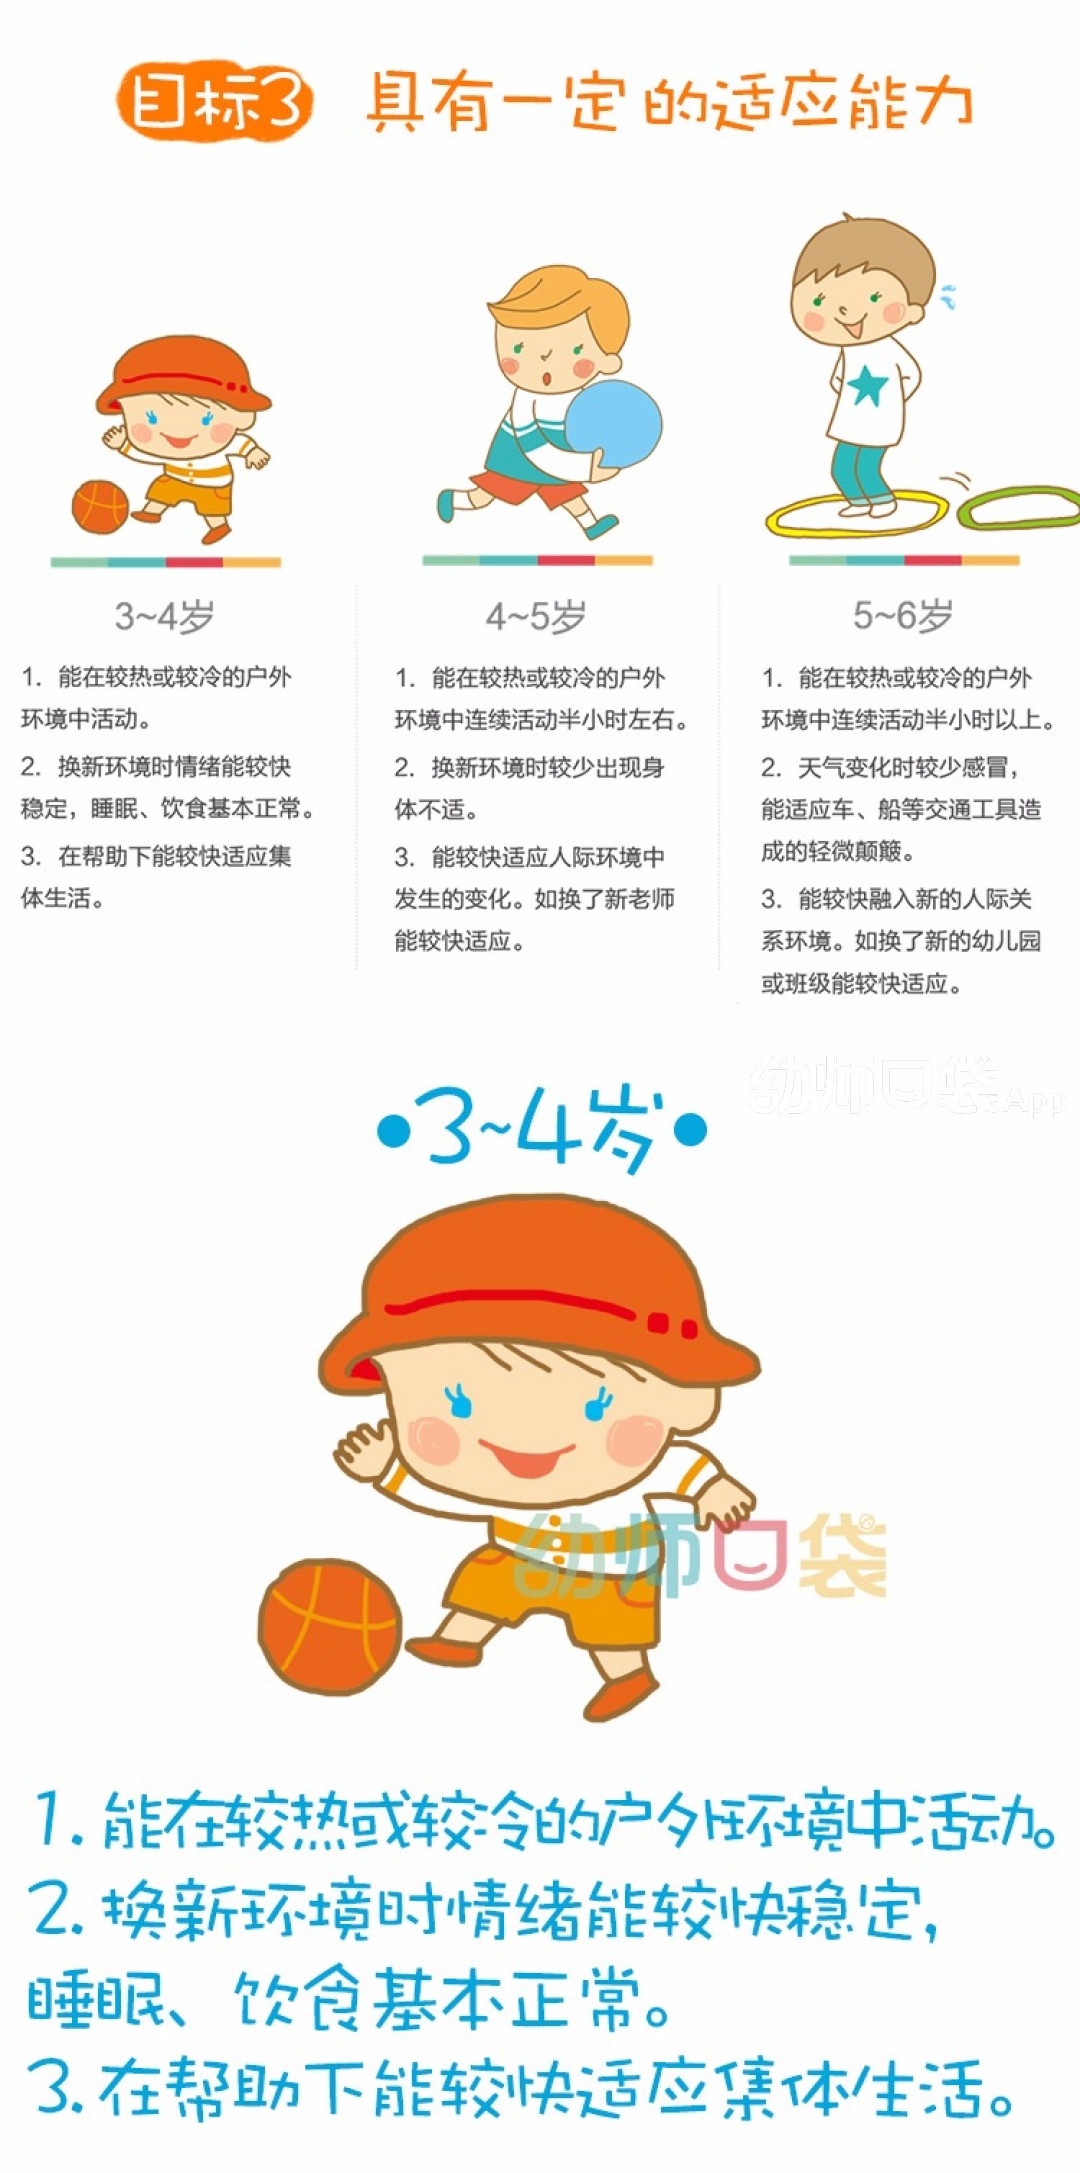 目标3 具有一定的适应能力
3~4岁
1. 能在较热或较冷的户外
环境中活动。
2. 换新环境时情绪能较快
稳定，睡眠、饮食基本正常。
3. 在帮助下能较快适应集
体生活。
4~5岁
1. 能在较热或较冷的户外
环境中连续活动半小时左右。
2. 换新环境时较少出现身
体不适。
3. 能较快适应人际环境中
发生的变化。如换了新老师
能较快适应。
5~6岁
1. 能在较热或较冷的户外
环境中连续活动半小时以上。
2. 天气变化时较少感冒，
能适应车、船等交通工具造
成的轻微颠簸。
3. 能较快融入新的人际关
系环境。如换了新的幼儿园
或班级能较快适应。
幼师口袋App
•3~4岁•
幼师口袋
1. 能在较热或较冷的户外环境中活动。
2. 换新环境时情绪能较快稳定，
睡眠、饮食基本正常。
3. 在帮助下能较快适应集体生活。